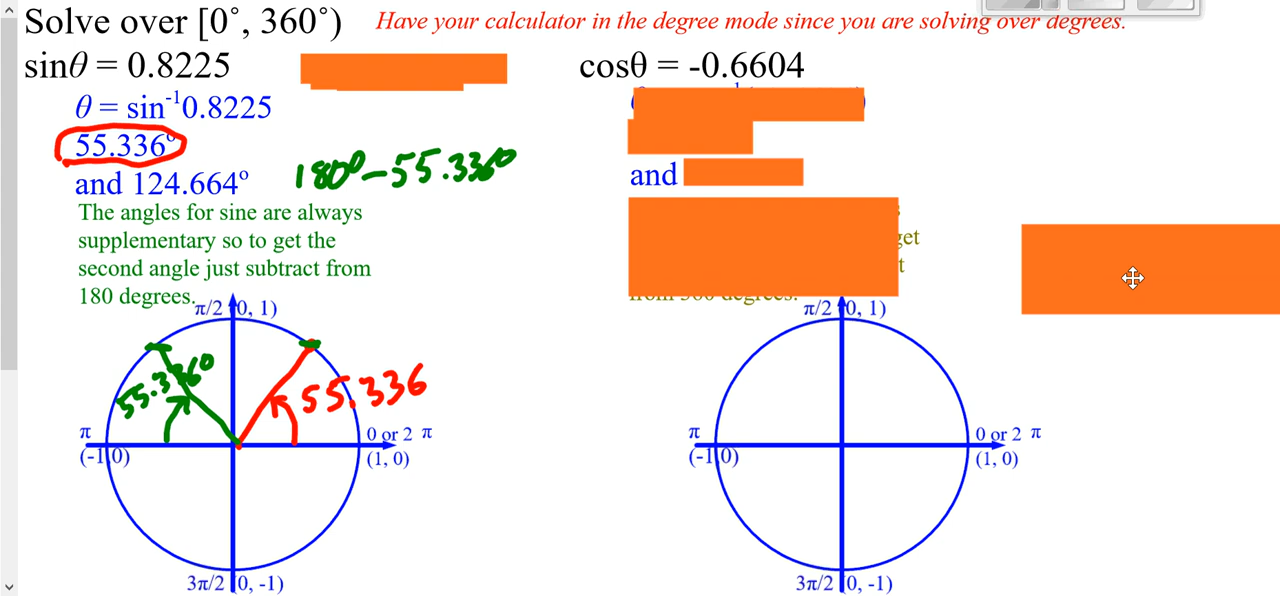 Solve over [0°, 360°) Have your calculator in the degree mode since you are solving over degrees.
sinθ = 0.8225
θ = sin⁻¹0.8225
55.336°
and 124.664°
180° - 55.336°
The angles for sine are always
supplementary so to get the
second angle just subtract from
180 degrees.
π/2 (0, 1)
55.336°
55.336
π
(-1,0)
0 or 2 π
(1, 0)
3π/2 (0, -1)
cosθ = -0.6604
and
get
from 360 degrees.
π/2 (0, 1)
π
(-1,0)
0 or 2 π
(1, 0)
3π/2 (0, -1)